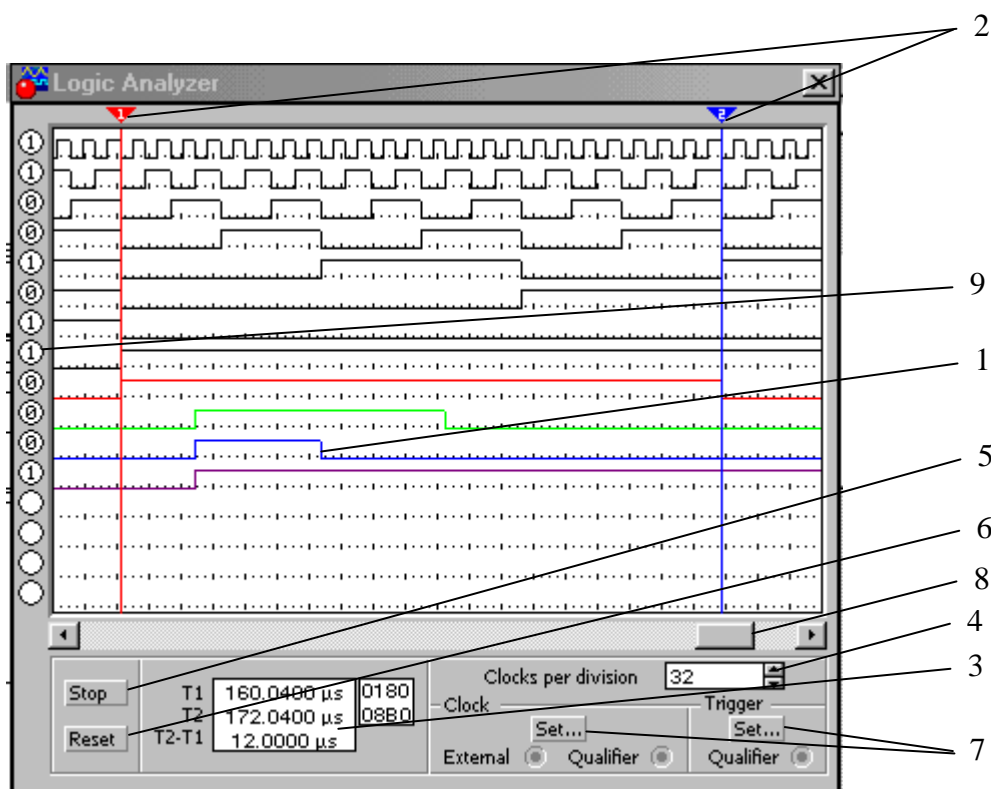 2
Logic Analyzer
1 2
1
1
0
0
1
0
9
1
1
0
1
0
0
1
5
6
8
4
3
Clocks per division 32
Stop T1 160.0400 µs 0180
Clock Trigger
T2 172.0400 µs 08B0
Set... Set...
Reset T2-T1 12.0000 µs
7
External Qualifier Qualifier